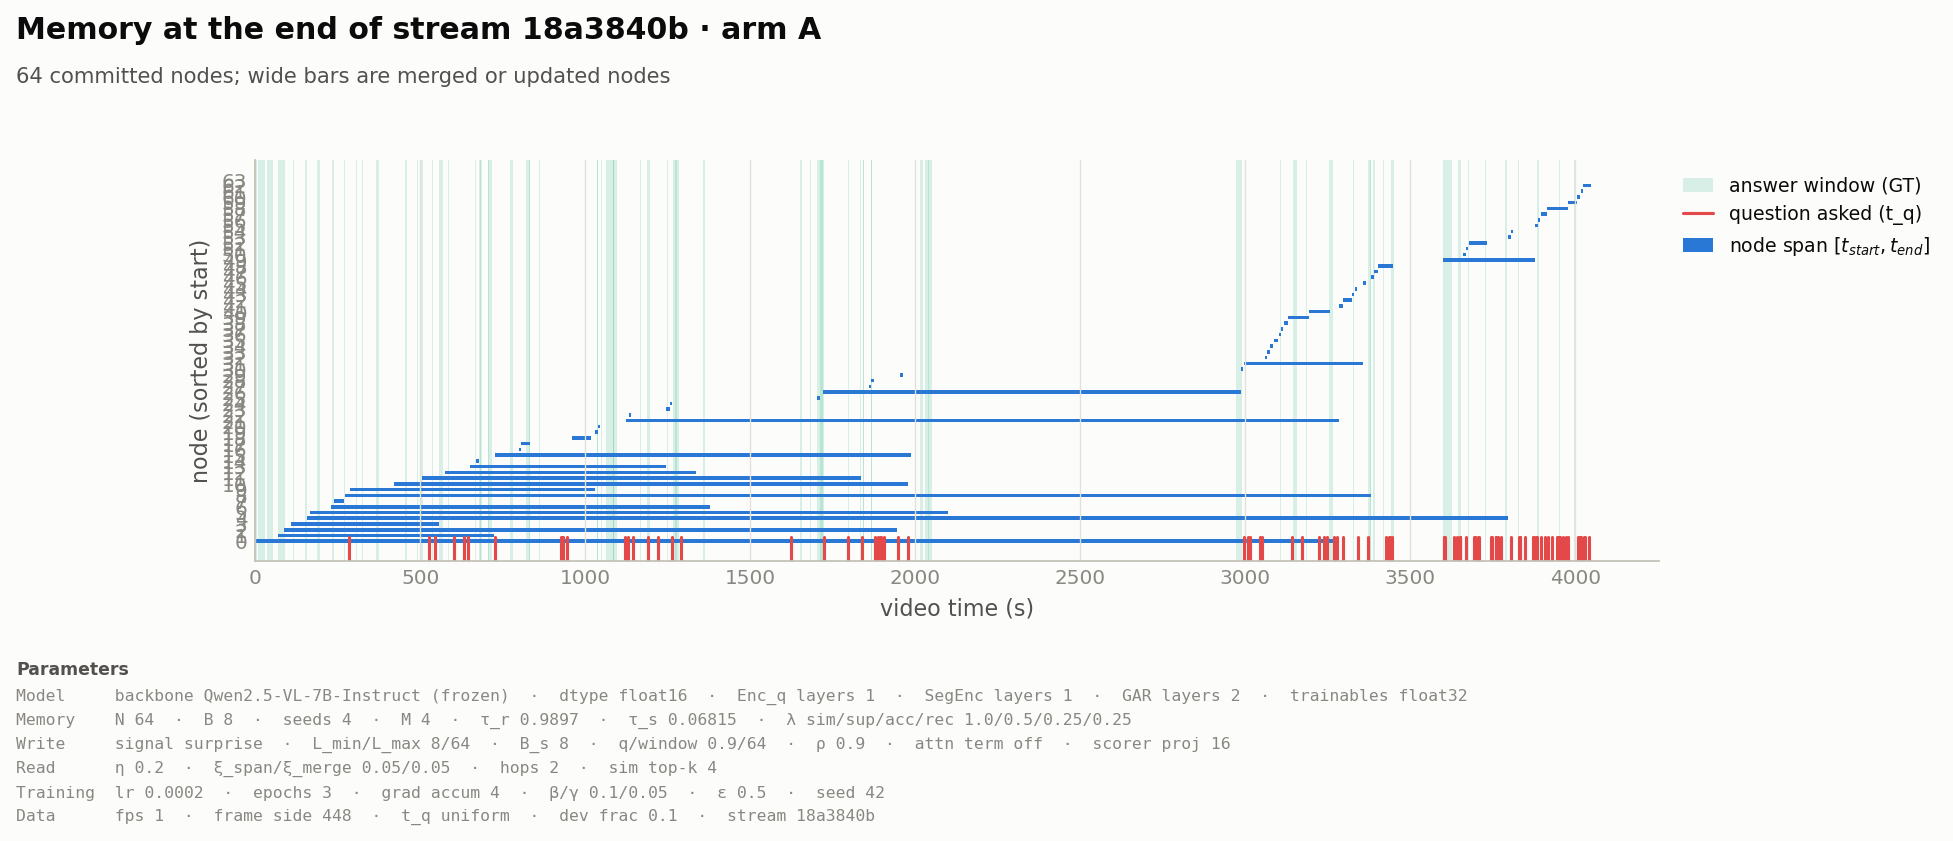 Memory at the end of stream 18a3840b · arm A
64 committed nodes; wide bars are merged or updated nodes
answer window (GT)
question asked (t_q)
node span [t_start, t_end]
node (sorted by start)
0 500 1000 1500 2000 2500 3000 3500 4000
video time (s)
Parameters
Model backbone Qwen2.5-VL-7B-Instruct (frozen) · dtype float16 · Enc_q layers 1 · SegEnc layers 1 · GAR layers 2 · trainables float32
Memory N 64 · B 8 · seeds 4 · M 4 · τ_r 0.9897 · τ_s 0.06815 · λ sim/sup/acc/rec 1.0/0.5/0.25/0.25
Write signal surprise · L_min/L_max 8/64 · B_s 8 · q/window 0.9/64 · ρ 0.9 · attn term off · scorer proj 16
Read η 0.2 · ξ_span/ξ_merge 0.05/0.05 · hops 2 · sim top-k 4
Training lr 0.0002 · epochs 3 · grad accum 4 · β/γ 0.1/0.05 · ε 0.5 · seed 42
Data fps 1 · frame side 448 · t_q uniform · dev frac 0.1 · stream 18a3840b